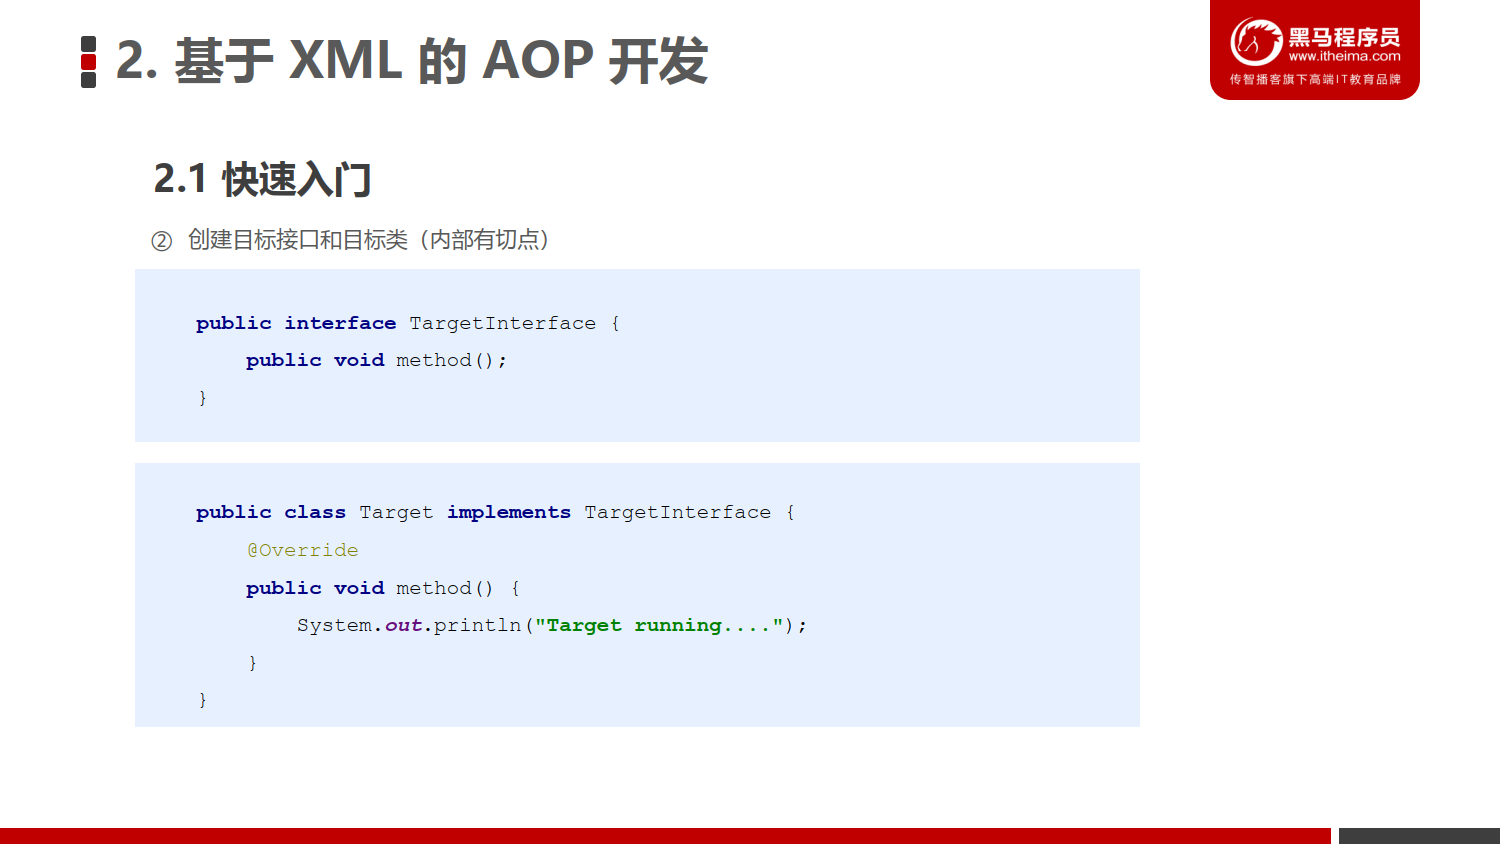 2. 基于 XML 的 AOP 开发
黑马程序员
www.itheima.com
传智播客旗下高端IT教育品牌
2.1 快速入门
② 创建目标接口和目标类（内部有切点）
public interface TargetInterface {
    public void method();
}
public class Target implements TargetInterface {
    @Override
    public void method() {
        System.out.println("Target running....");
    }
}